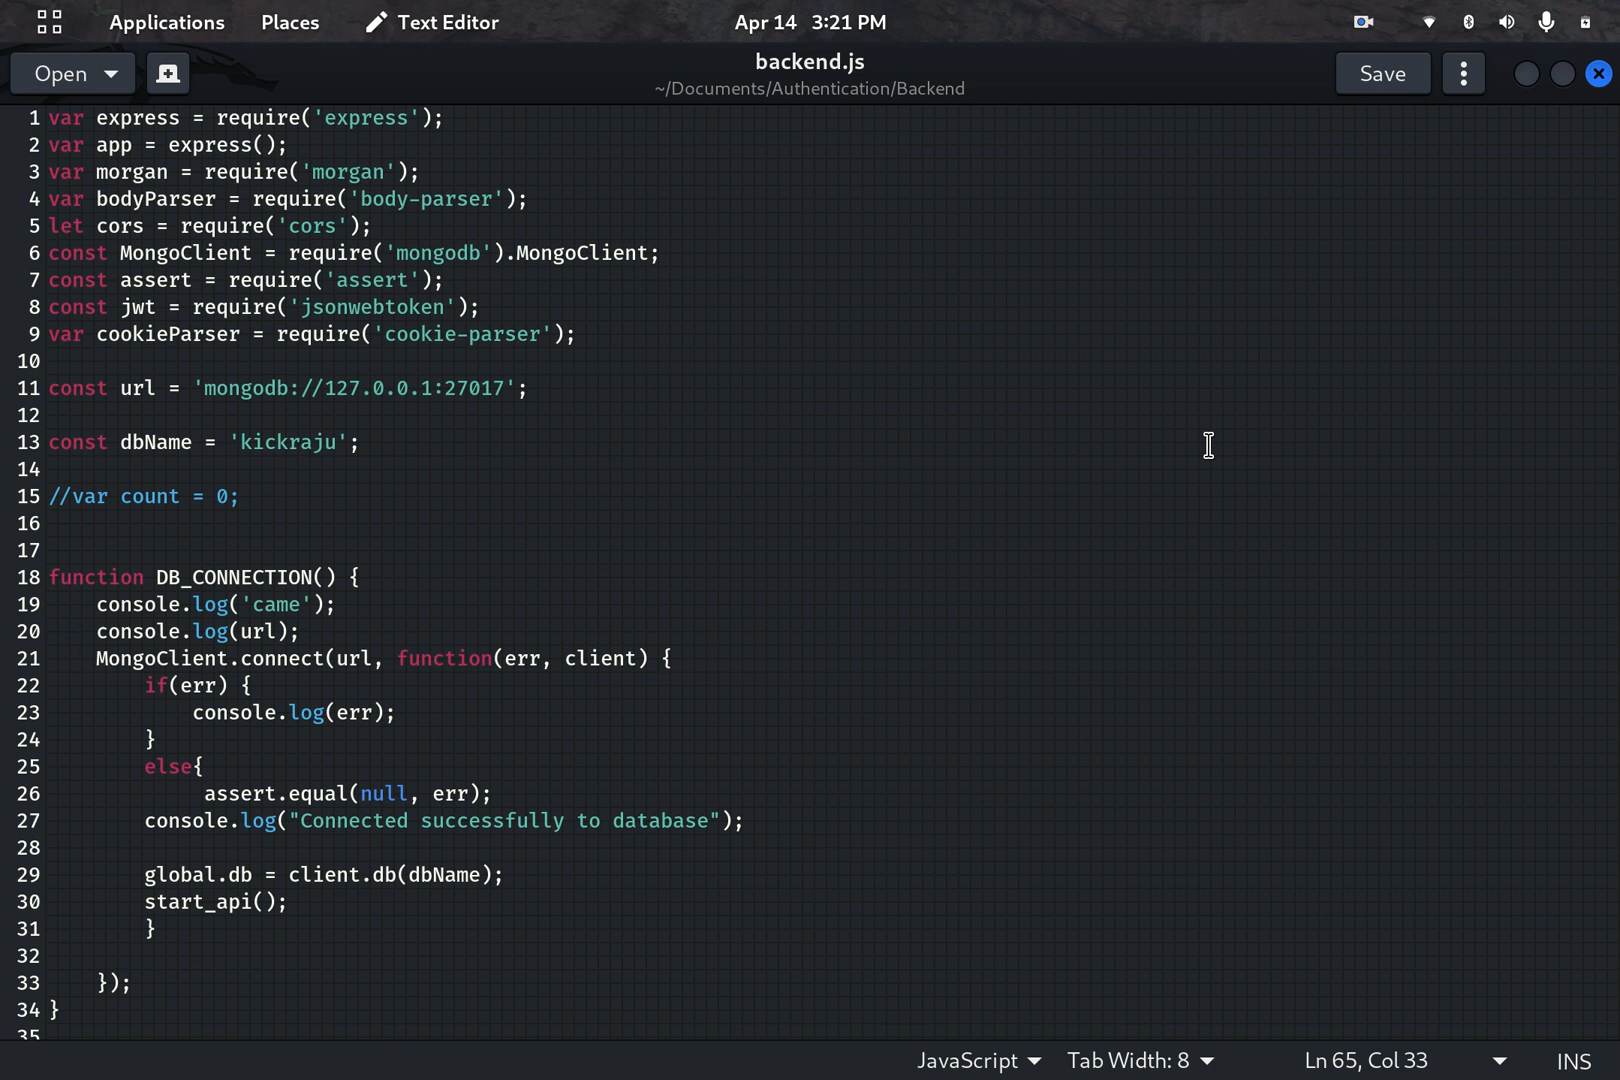 Applications Places Text Editor Apr 14 3:21 PM
Open backend.js Save
~/Documents/Authentication/Backend
1 var express = require('express');
2 var app = express();
3 var morgan = require('morgan');
4 var bodyParser = require('body-parser');
5 let cors = require('cors');
6 const MongoClient = require('mongodb').MongoClient;
7 const assert = require('assert');
8 const jwt = require('jsonwebtoken');
9 var cookieParser = require('cookie-parser');
10
11 const url = 'mongodb://127.0.0.1:27017';
12
13 const dbName = 'kickraju';
14
15 //var count = 0;
16
17
18 function DB_CONNECTION() {
19     console.log('came');
20     console.log(url);
21     MongoClient.connect(url, function(err, client) {
22         if(err) {
23             console.log(err);
24         }
25         else{
26              assert.equal(null, err);
27         console.log("Connected successfully to database");
28
29         global.db = client.db(dbName);
30         start_api();
31         }
32
33     });
34 }
35
JavaScript Tab Width: 8 Ln 65, Col 33 INS